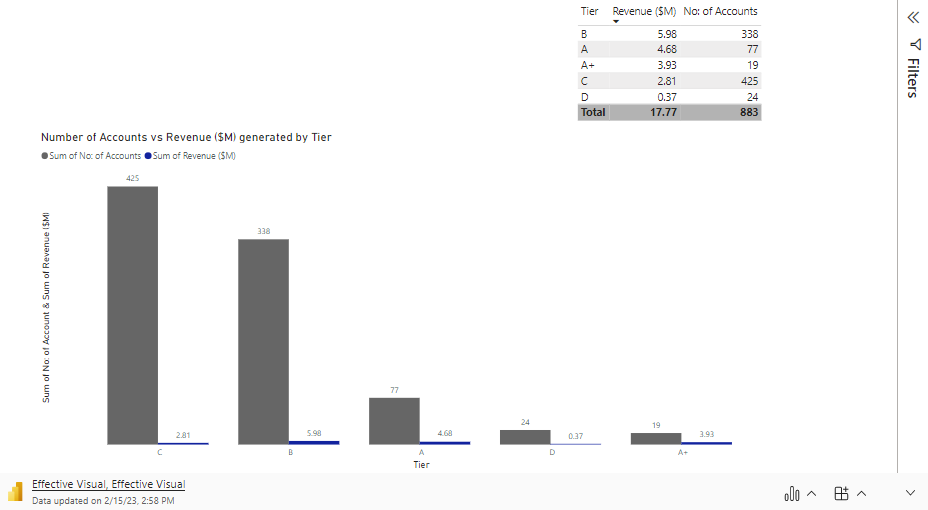 Tier Revenue ($M) No: of Accounts
B 5.98 338
A 4.68 77
A+ 3.93 19
C 2.81 425
D 0.37 24
Total 17.77 883
Filters
Number of Accounts vs Revenue ($M) generated by Tier
Sum of No: of Accounts Sum of Revenue ($M)
Sum of No: of Account & Sum of Revenue ($M)
425
338
77
24
19
2.81
5.98
4.68
0.37
3.93
C B A D A+
Tier
Effective Visual, Effective Visual
Data updated on 2/15/23, 2:58 PM